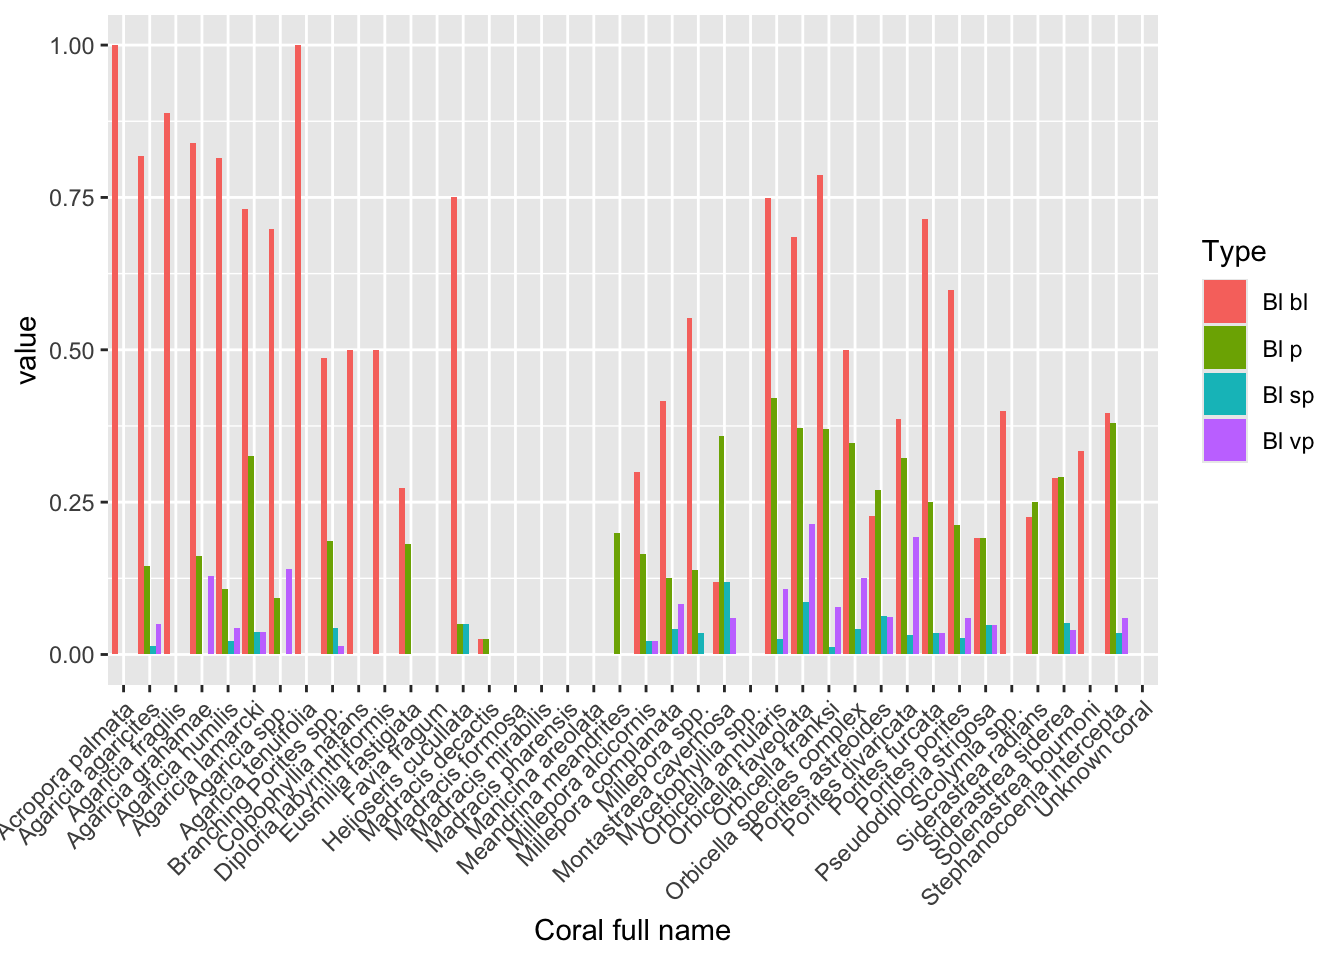 1.00
0.75
0.50
0.25
0.00
value
Acropora palmata
Agaricia agaricites
Agaricia fragilis
Agaricia grahamae
Agaricia humilis
Agaricia lamarcki
Agaricia spp.
Agaricia tenuifolia
Branching Porites spp.
Colpophyllia natans
Diploria labyrinthiformis
Eusmilia fastigiata
Favia fragum
Helioseris cucullata
Madracis decactis
Madracis formosa
Madracis mirabilis
Madracis pharensis
Manicina areolata
Meandrina meandrites
Millepora alcicornis
Millepora complanata
Millepora spp.
Montastraea cavernosa
Mycetophyllia spp.
Orbicella annularis
Orbicella faveolata
Orbicella franksi
Orbicella species complex
Porites astreoides
Porites divaricata
Porites furcata
Porites porites
Pseudodiploria strigosa
Scolymia spp.
Siderastrea radians
Siderastrea siderea
Solenastrea bournoni
Stephanocoenia intercepta
Unknown coral
Coral full name
Type
Bl bl
Bl p
Bl sp
Bl vp